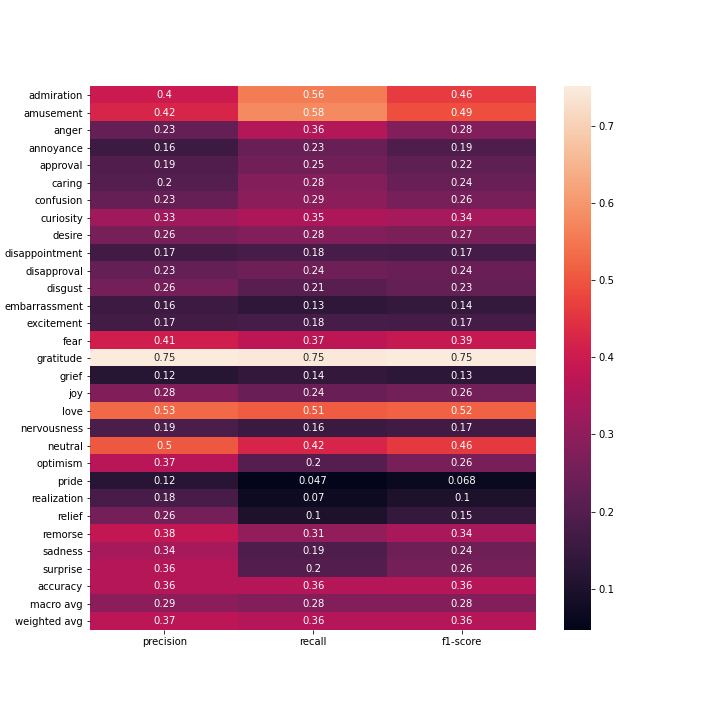 admiration 0.4 0.56 0.46
amusement 0.42 0.58 0.49
anger 0.23 0.36 0.28
annoyance 0.16 0.23 0.19
approval 0.19 0.25 0.22
caring 0.2 0.28 0.24
confusion 0.23 0.29 0.26
curiosity 0.33 0.35 0.34
desire 0.26 0.28 0.27
disappointment 0.17 0.18 0.17
disapproval 0.23 0.24 0.24
disgust 0.26 0.21 0.23
embarrassment 0.16 0.13 0.14
excitement 0.17 0.18 0.17
fear 0.41 0.37 0.39
gratitude 0.75 0.75 0.75
grief 0.12 0.14 0.13
joy 0.28 0.24 0.26
love 0.53 0.51 0.52
nervousness 0.19 0.16 0.17
neutral 0.5 0.42 0.46
optimism 0.37 0.2 0.26
pride 0.12 0.047 0.068
realization 0.18 0.07 0.1
relief 0.26 0.1 0.15
remorse 0.38 0.31 0.34
sadness 0.34 0.19 0.24
surprise 0.36 0.2 0.26
accuracy 0.36 0.36 0.36
macro avg 0.29 0.28 0.28
weighted avg 0.37 0.36 0.36
precision recall f1-score
0.7
0.6
0.5
0.4
0.3
0.2
0.1